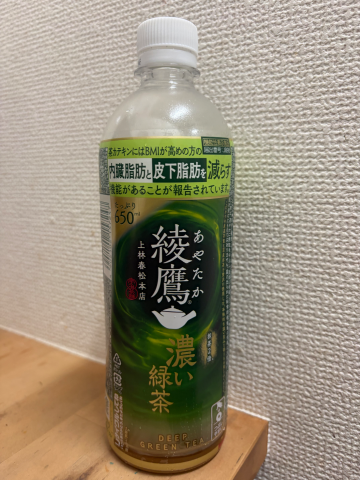 茶カテキンにはBMIが高めの方の
内臓脂肪と皮下脂肪を減らす
機能があることが報告されています。
650
あやたか
綾鷹
上林春松本店
濃い
緑茶
DEEP
GREEN TEA